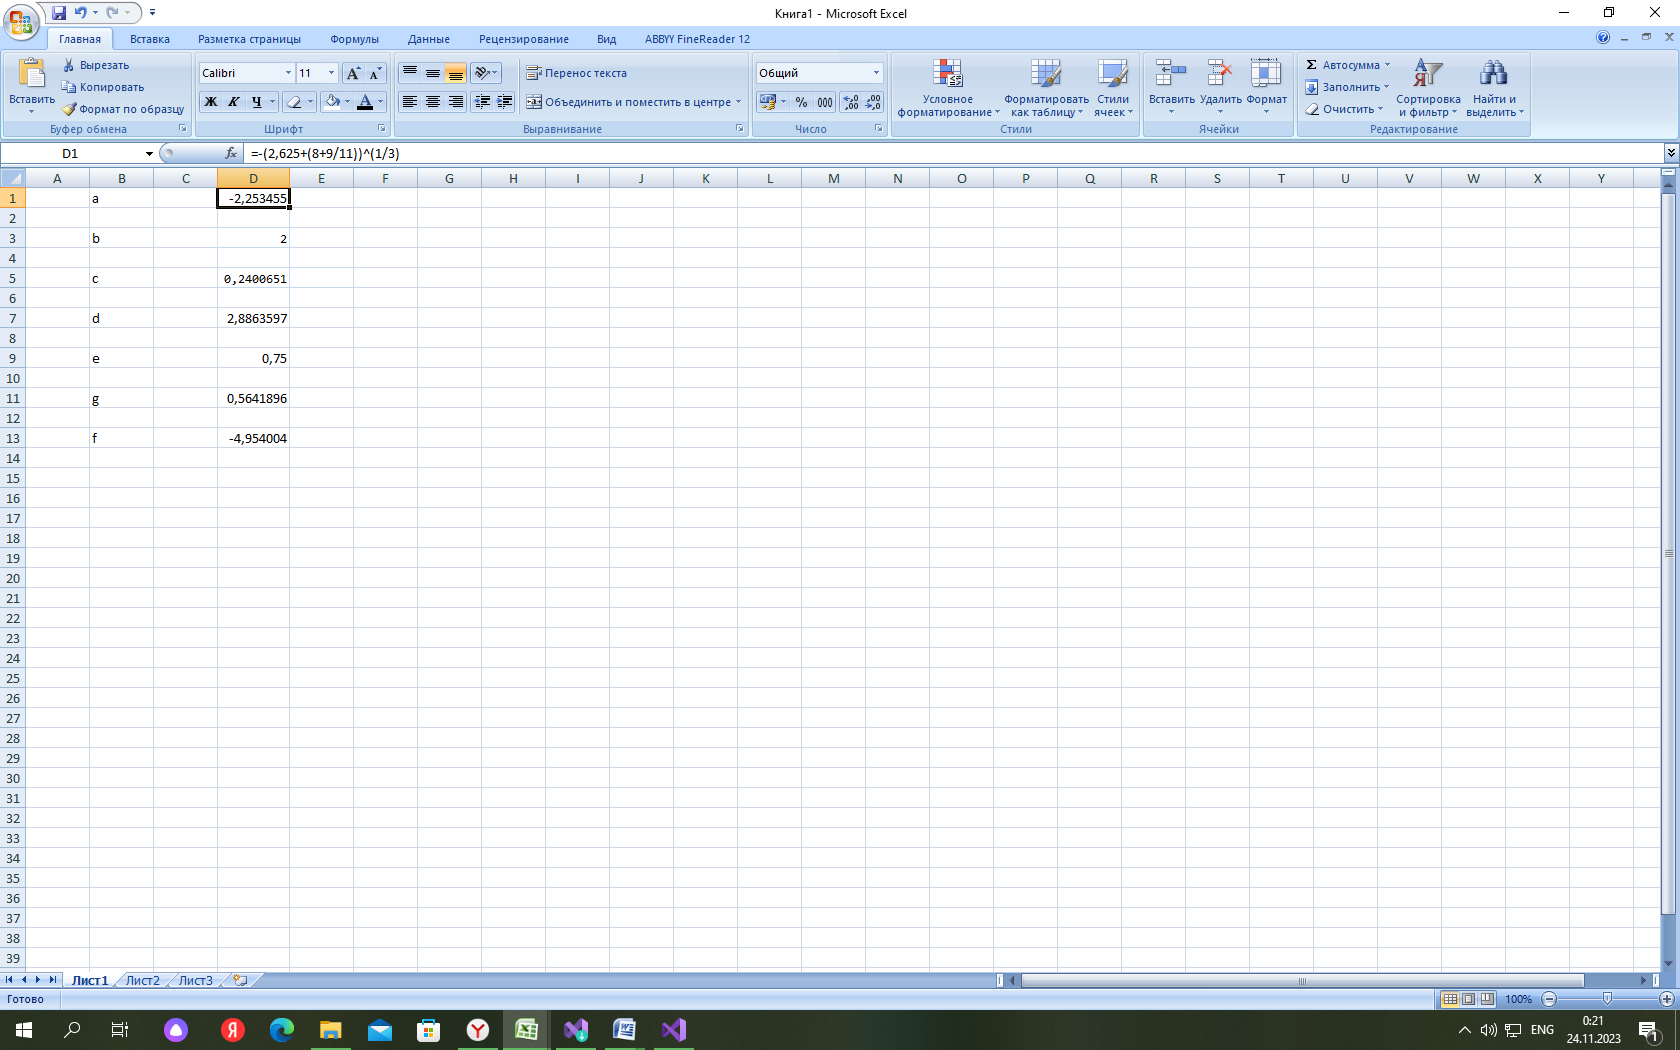 Книга1 - Microsoft Excel
Главная Вставка Разметка страницы Формулы Данные Рецензирование Вид ABBYY FineReader 12
Вставить
Вырезать
Копировать
Формат по образцу
Буфер обмена
Calibri 11
Ж К Ч
Шрифт
Перенос текста
Объединить и поместить в центре
Выравнивание
Общий
% 000
Число
Условное форматирование
Форматировать как таблицу
Стили ячеек
Стили
Вставить Удалить Формат
Ячейки
Σ Автосумма
Заполнить
Очистить
Сортировка и фильтр
Найти и выделить
Редактирование
D1 fx =-(2,625+(8+9/11))^(1/3)
A B C D E F G H I J K L M N O P Q R S T U V W X Y
1 a -2,253455
2
3 b 2
4
5 c 0,2400651
6
7 d 2,8863597
8
9 e 0,75
10
11 g 0,5641896
12
13 f -4,954004
14
15
16
17
18
19
20
21
22
23
24
25
26
27
28
29
30
31
32
33
34
35
36
37
38
39
Лист1 Лист2 Лист3
Готово 100%
ENG
0:21
24.11.2023
1